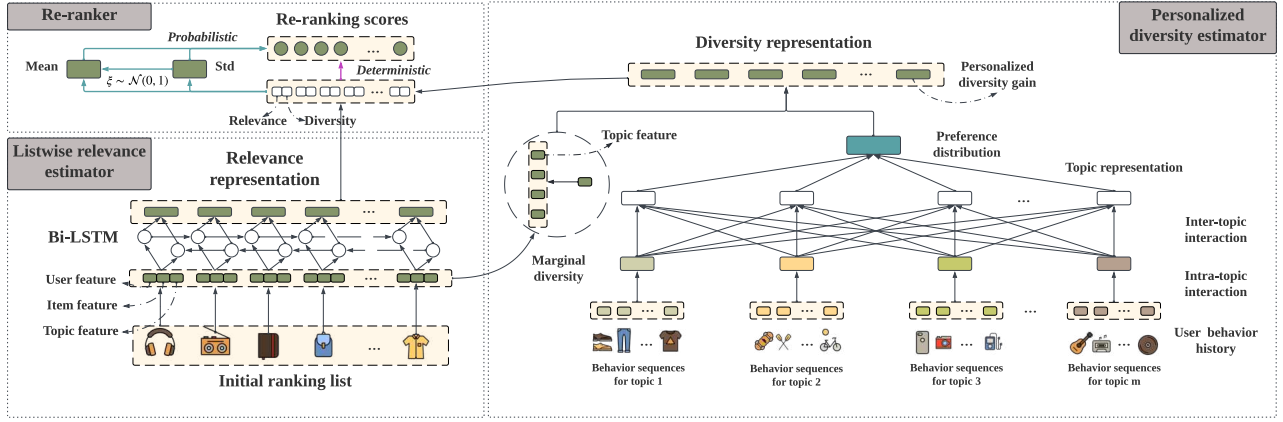 Re-ranker
Re-ranking scores
Probabilistic
Mean
Std
ξ ∼ 𝒩(0, 1)
Deterministic
...
...
Relevance
Diversity
Listwise relevance
estimator
Relevance
representation
...
Bi-LSTM
User feature
...
Item feature
Topic feature
...
Initial ranking list
Personalized
diversity estimator
Diversity representation
...
Personalized
diversity gain
Topic feature
Marginal
diversity
Preference
distribution
Topic representation
...
Inter-topic
interaction
Intra-topic
interaction
...
...
...
...
...
User behavior
history
...
...
...
...
Behavior sequences
for topic 1
Behavior sequences
for topic 2
Behavior sequences
for topic 3
Behavior sequences
for topic m